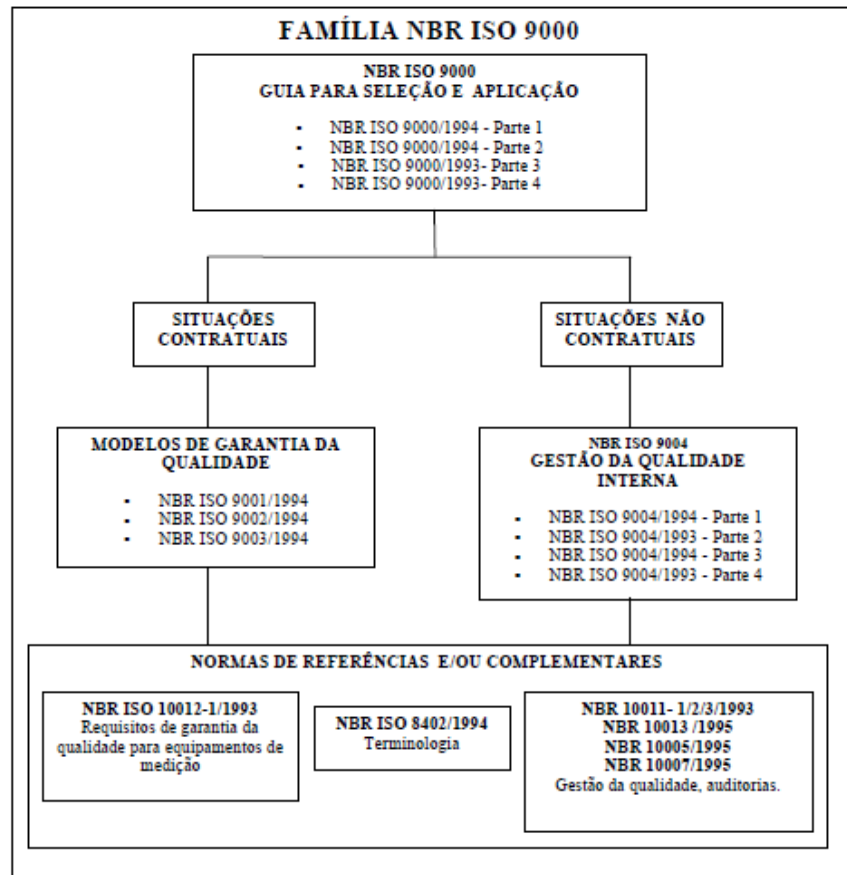 FAMÍLIA NBR ISO 9000
NBR ISO 9000
GUIA PARA SELEÇÃO E APLICAÇÃO
▪ NBR ISO 9000/1994 - Parte 1
▪ NBR ISO 9000/1994 - Parte 2
▪ NBR ISO 9000/1993- Parte 3
▪ NBR ISO 9000/1993- Parte 4
SITUAÇÕES
CONTRATUAIS
SITUAÇÕES NÃO
CONTRATUAIS
MODELOS DE GARANTIA DA
QUALIDADE
▪ NBR ISO 9001/1994
▪ NBR ISO 9002/1994
▪ NBR ISO 9003/1994
NBR ISO 9004
GESTÃO DA QUALIDADE
INTERNA
▪ NBR ISO 9004/1994 - Parte 1
▪ NBR ISO 9004/1993 - Parte 2
▪ NBR ISO 9004/1994 - Parte 3
▪ NBR ISO 9004/1993 - Parte 4
NORMAS DE REFERÊNCIAS E/OU COMPLEMENTARES
NBR ISO 10012-1/1993
Requisitos de garantia da
qualidade para equipamentos de
medição
NBR ISO 8402/1994
Terminologia
NBR 10011- 1/2/3/1993
NBR 10013 /1995
NBR 10005/1995
NBR 10007/1995
Gestão da qualidade, auditorias.